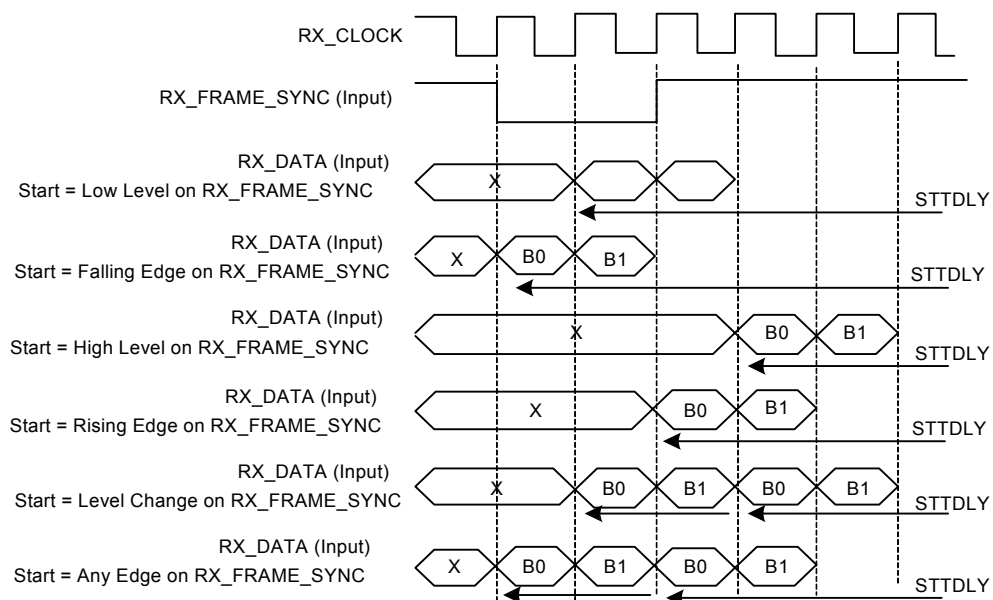 RX_CLOCK
RX_FRAME_SYNC (Input)
RX_DATA (Input)
Start = Low Level on RX_FRAME_SYNC
X
STTDLY
RX_DATA (Input)
Start = Falling Edge on RX_FRAME_SYNC
X B0 B1
STTDLY
RX_DATA (Input)
Start = High Level on RX_FRAME_SYNC
X B0 B1
STTDLY
RX_DATA (Input)
Start = Rising Edge on RX_FRAME_SYNC
X B0 B1
STTDLY
RX_DATA (Input)
Start = Level Change on RX_FRAME_SYNC
X B0 B1 B0 B1
STTDLY
RX_DATA (Input)
Start = Any Edge on RX_FRAME_SYNC
X B0 B1 B0 B1
STTDLY